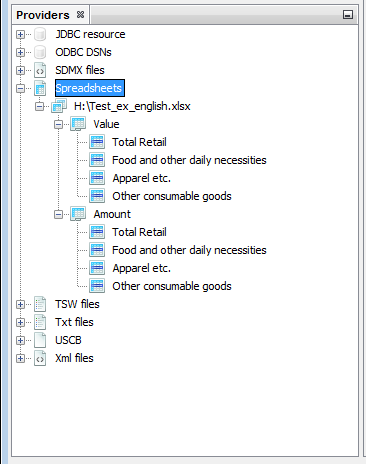 Providers
JDBC resource
ODBC DSNs
SDMX files
Spreadsheets
H:\Test_ex_english.xlsx
Value
Total Retail
Food and other daily necessities
Apparel etc.
Other consumable goods
Amount
Total Retail
Food and other daily necessities
Apparel etc.
Other consumable goods
TSW files
Txt files
USCB
Xml files